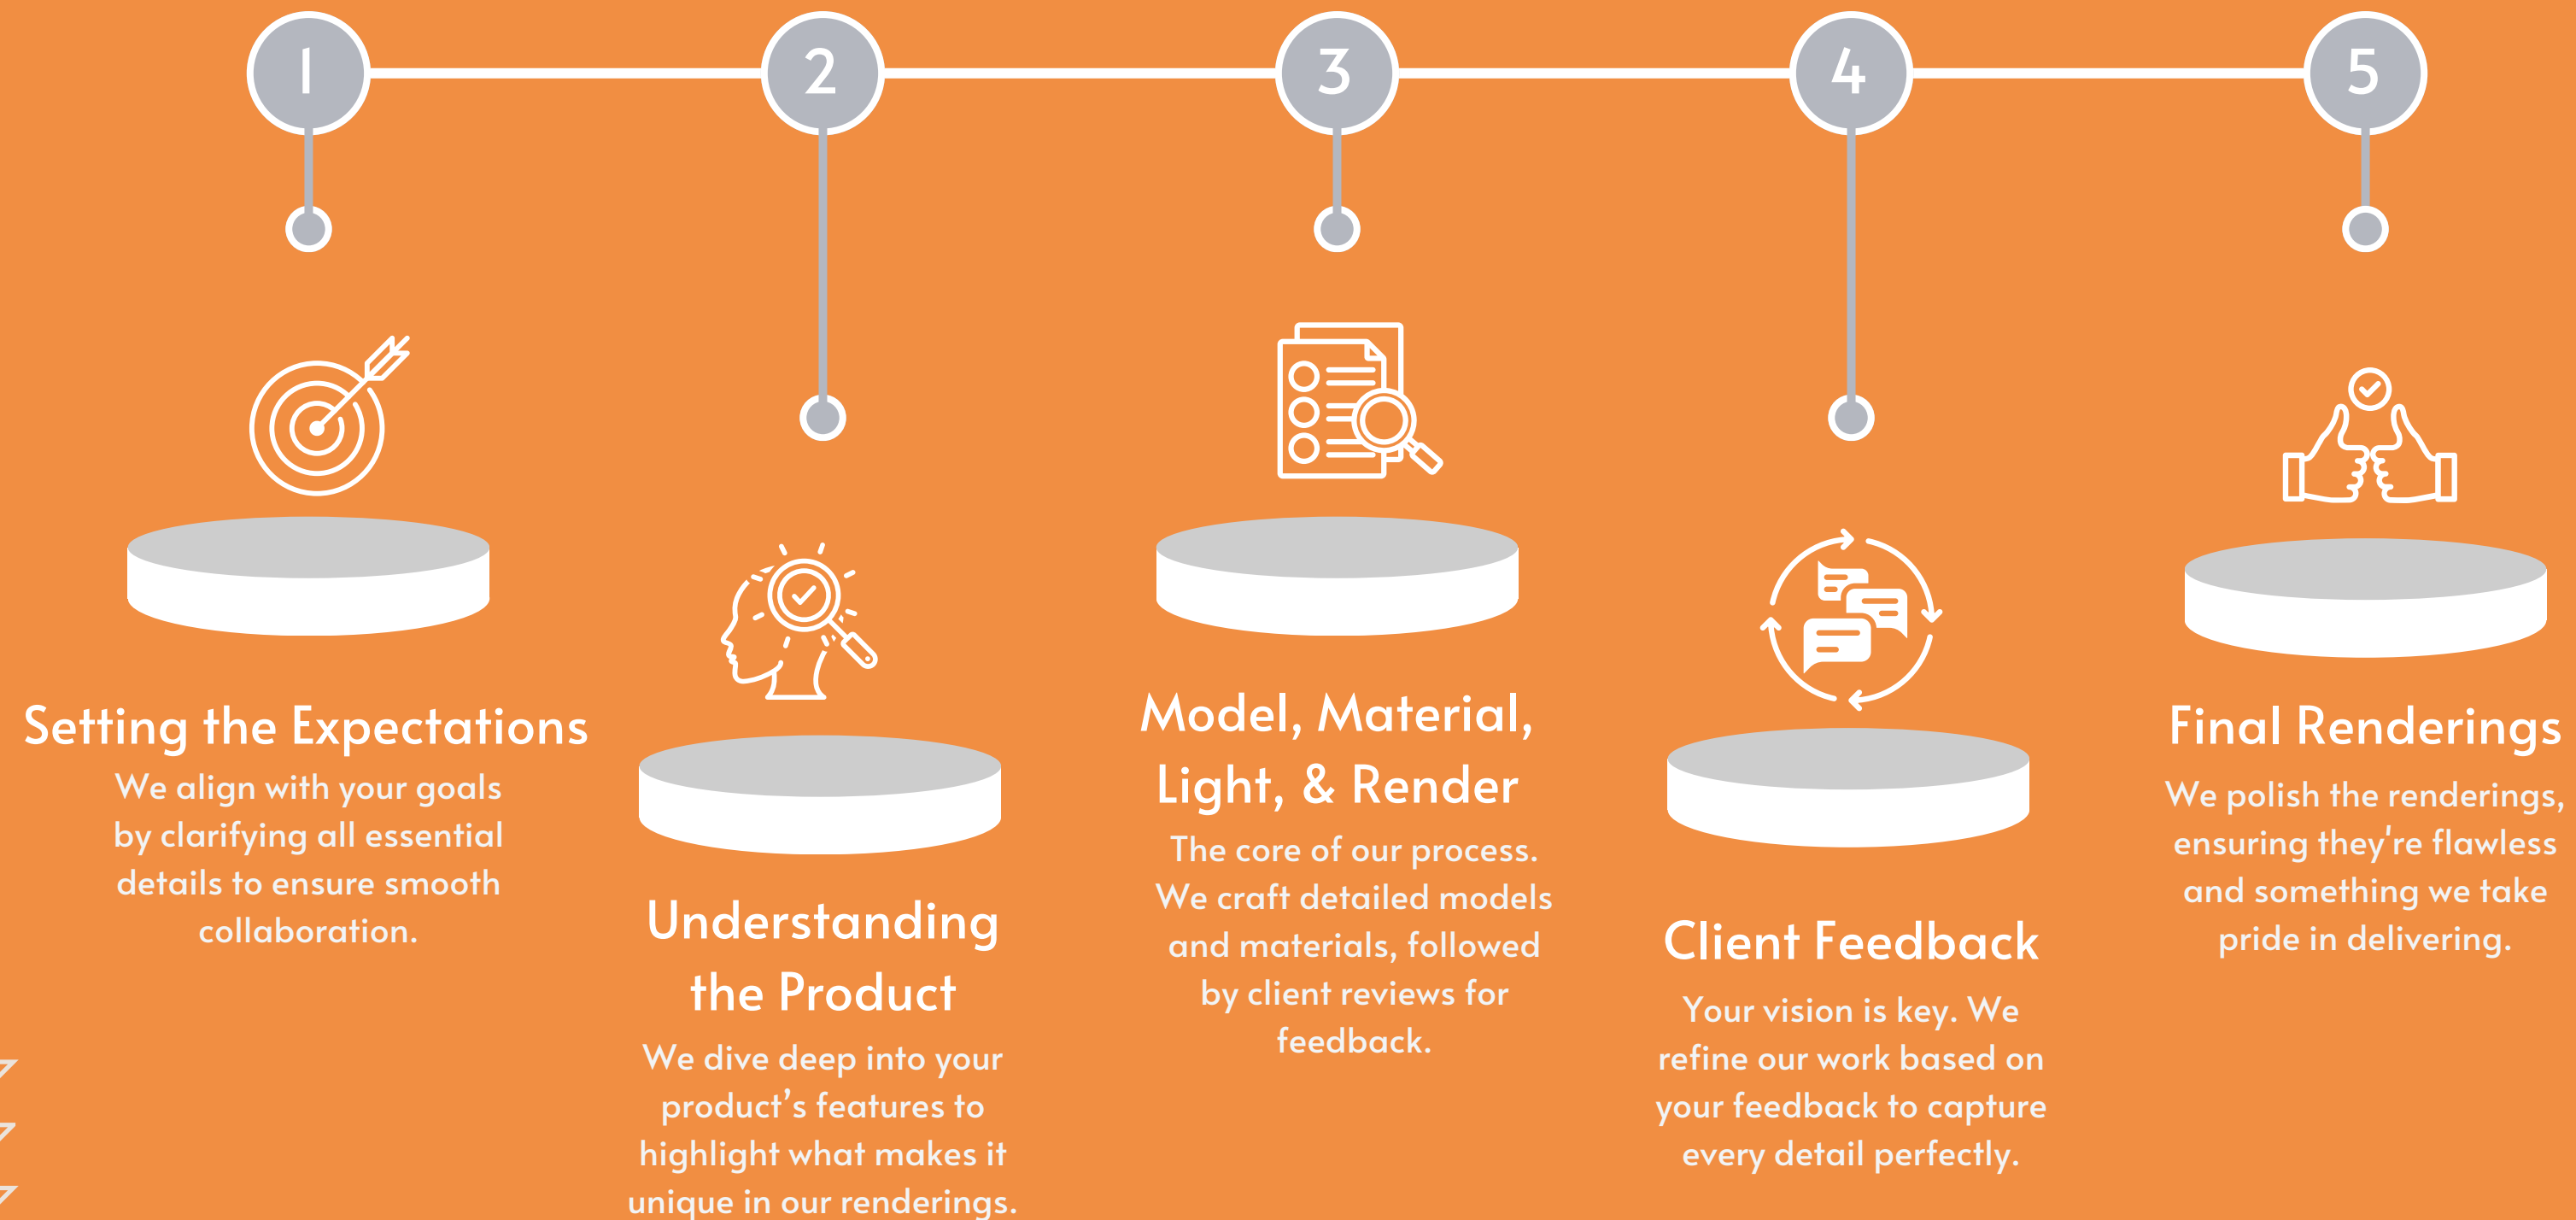 1
2
3
4
5
Setting the Expectations
We align with your goals
by clarifying all essential
details to ensure smooth
collaboration.
Understanding
the Product
We dive deep into your
product’s features to
highlight what makes it
unique in our renderings.
Model, Material,
Light, & Render
The core of our process.
We craft detailed models
and materials, followed
by client reviews for
feedback.
Client Feedback
Your vision is key. We
refine our work based on
your feedback to capture
every detail perfectly.
Final Renderings
We polish the renderings,
ensuring they're flawless
and something we take
pride in delivering.